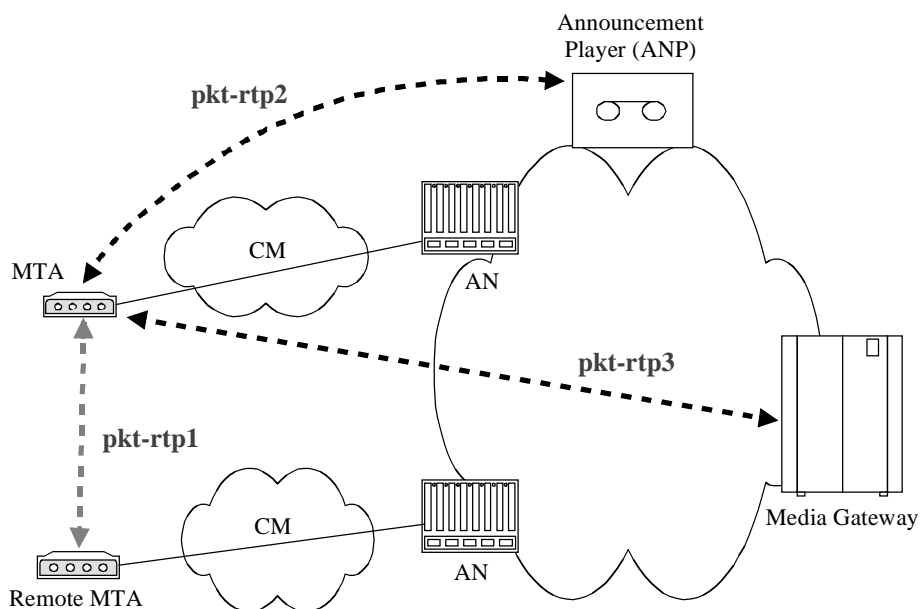 Announcement
Player (ANP)
pkt-rtp2
CM
MTA
AN
pkt-rtp3
pkt-rtp1
CM
Media Gateway
AN
Remote MTA